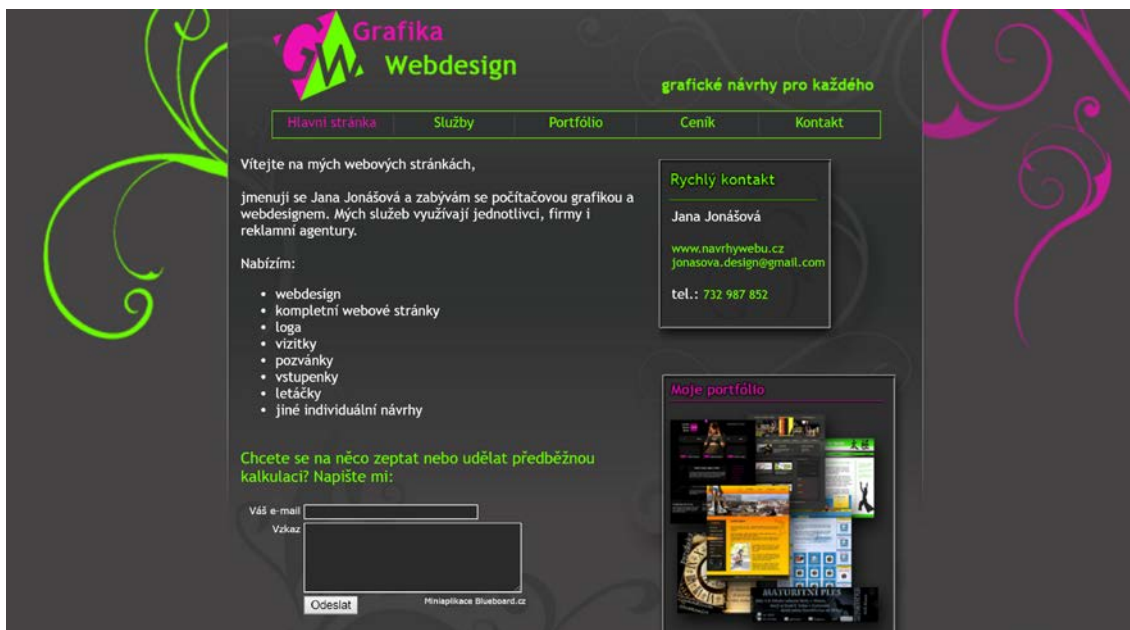 GW
Grafika
Webdesign
grafické návrhy pro každého
Hlavní stránka Služby Portfólio Ceník Kontakt
Vítejte na mých webových stránkách,
jmenuji se Jana Jonášová a zabývám se počítačovou grafikou a
webdesignem. Mých služeb využívají jednotlivci, firmy i
reklamní agentury.
Nabízím:
• webdesign
• kompletní webové stránky
• loga
• vizitky
• pozvánky
• vstupenky
• letáčky
• jiné individuální návrhy
Chcete se na něco zeptat nebo udělat předběžnou
kalkulaci? Napište mi:
Váš e-mail
Vzkaz
Odeslat
Miniaplikace Blueboard.cz
Rychlý kontakt
Jana Jonášová
www.navrhywebu.cz
jonasova.design@gmail.com
tel.: 732 987 852
Moje portfólio
MATURITNÍ PLES